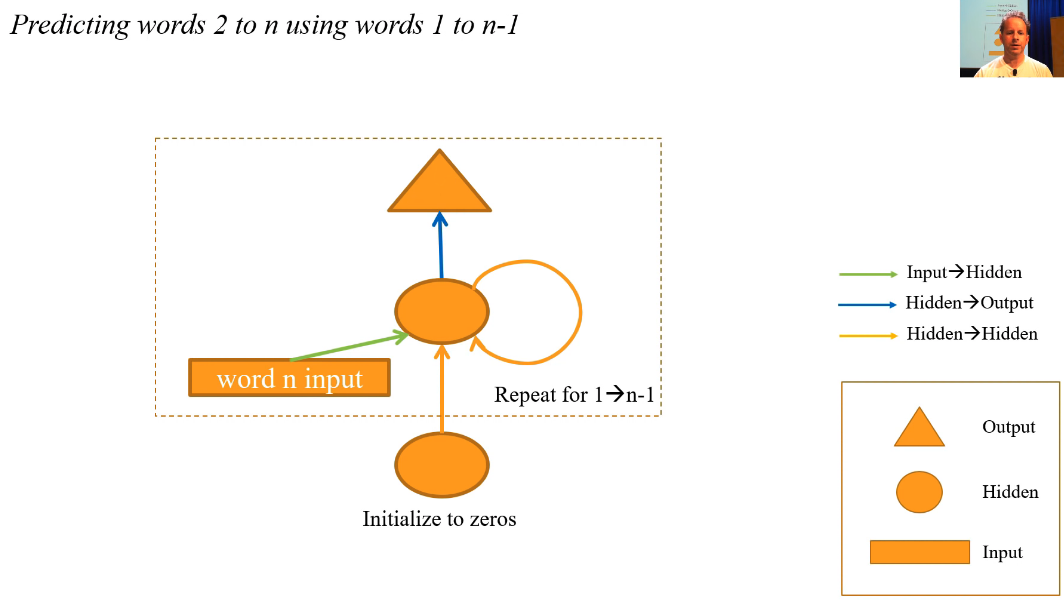 Predicting words 2 to n using words 1 to n-1
Input→Hidden
Hidden→Output
Hidden→Hidden
word n input
Repeat for 1→n-1
Initialize to zeros
Output
Hidden
Input